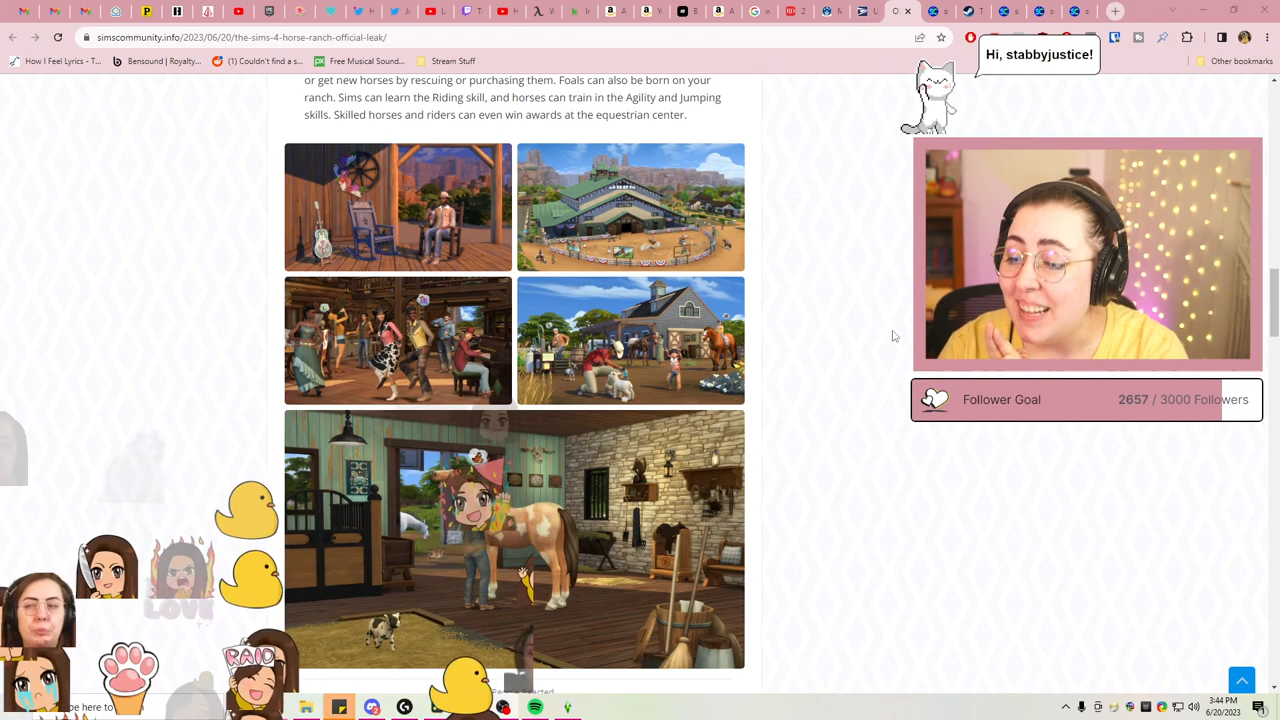 simscommunity.info/2023/06/20/the-sims-4-horse-ranch-official-leak/
How I Feel Lyrics - T...
Bensound | Royalty...
(1) Couldn't find a s...
Free Musical Sound...
Stream Stuff
Other bookmarks
Hi, stabbyjustice!
or get new horses by rescuing or purchasing them. Foals can also be born on your
ranch. Sims can learn the Riding skill, and horses can train in the Agility and Jumping
skills. Skilled horses and riders can even win awards at the equestrian center.
Follower Goal
2657 / 3000 Followers
LOVE
RAID
People Reacted
3:44 PM
6/20/2023